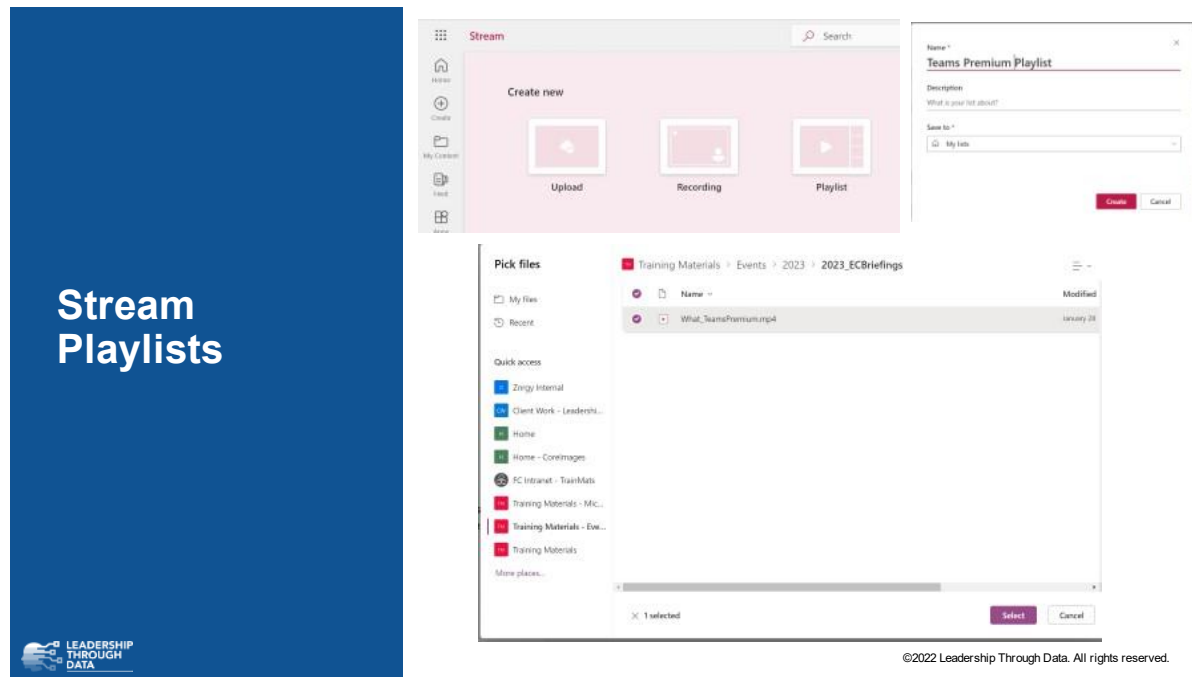 Stream
Playlists
LEADERSHIP
THROUGH
DATA
Stream
Search
Home
Create
My Content
Feed
Apps
Create new
Upload
Recording
Playlist
Name *
Teams Premium Playlist
Description
What is your list about?
Save to *
My lists
Create
Cancel
Pick files
My files
Recent
Quick access
Zorgy Internal
Client Work - Leadershi...
Home
Home - CoreImages
FC Intranet - TrainMats
Training Materials - Mic...
Training Materials - Eve...
Training Materials
More places...
Training Materials > Events > 2023 > 2023_ECBriefings
Name
Modified
What_TeamsPremium.mp4
January 28
1 selected
Select
Cancel
©2022 Leadership Through Data. All rights reserved.